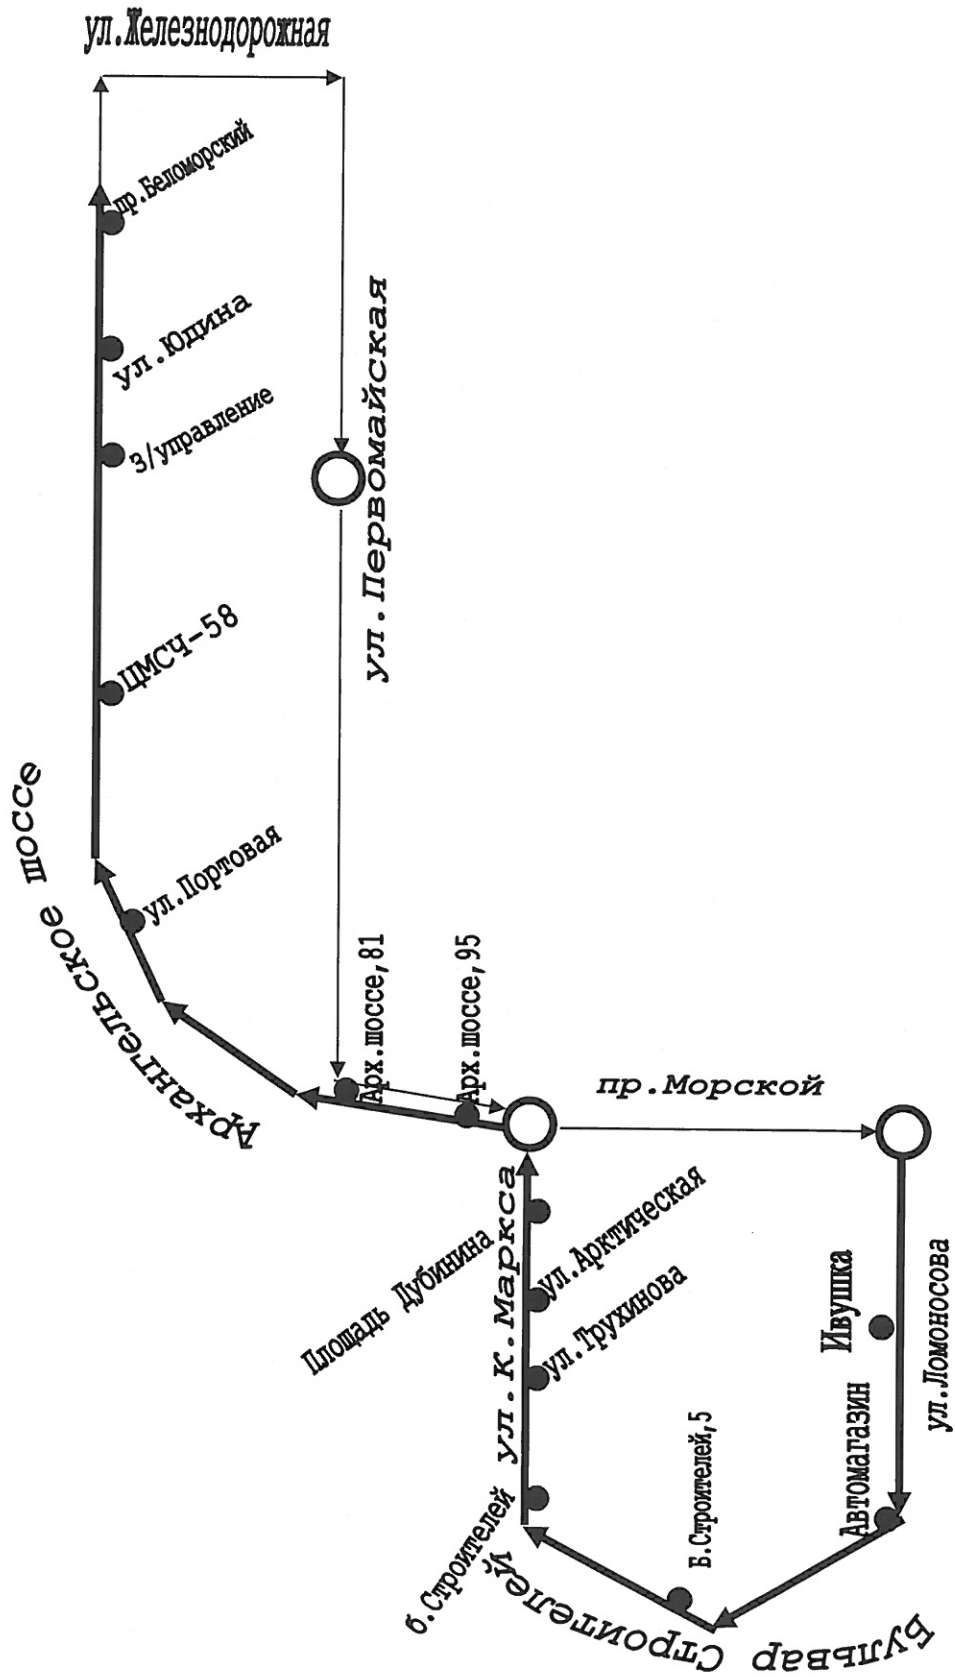 ул.Железнодорожная
пр.Беломорский
ул.Юдина
З/управление
ул.Первомайская
ЦМСЧ-58
Архангельское шоссе
ул.Портовая
Арх.шоссе,81
Арх.шоссе,95
пр.Морской
Площадь Дубинина
ул.К.Маркса
ул.Арктическая
ул.Трухинова
Ивушка
ул.Ломоносова
Автомагазин
Б.Строителей,5
б.Строителей
Бульвар Строителей